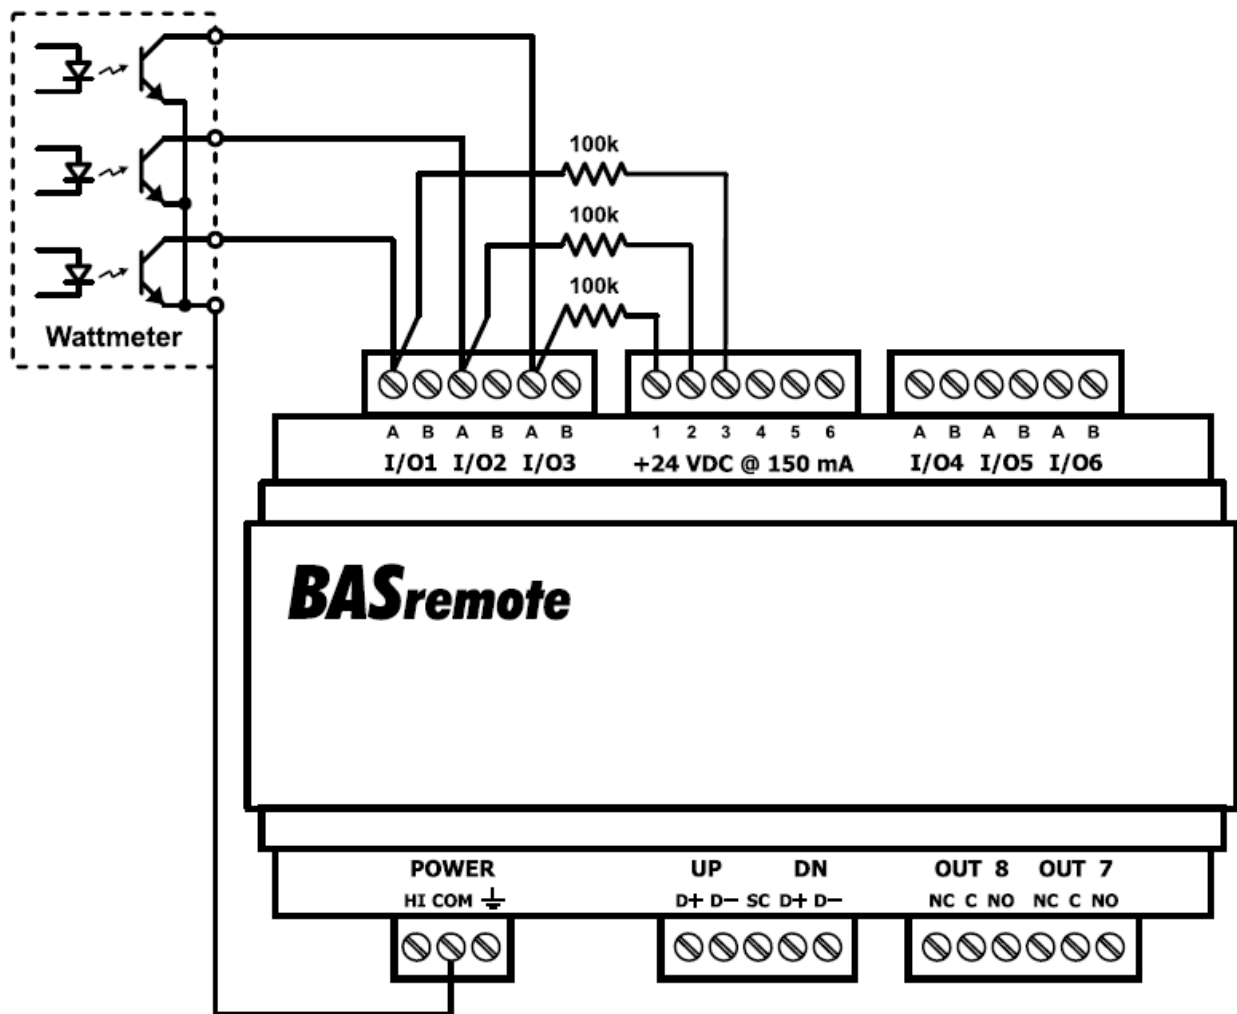 100k
100k
100k
Wattmeter
A B A B A B
1 2 3 4 5 6
A B A B A B
I/O1 I/O2 I/O3
+24 VDC @ 150 mA
I/O4 I/O5 I/O6
BASremote
POWER
UP DN
OUT 8 OUT 7
HI COM
D+ D− SC D+ D−
NC C NO NC C NO